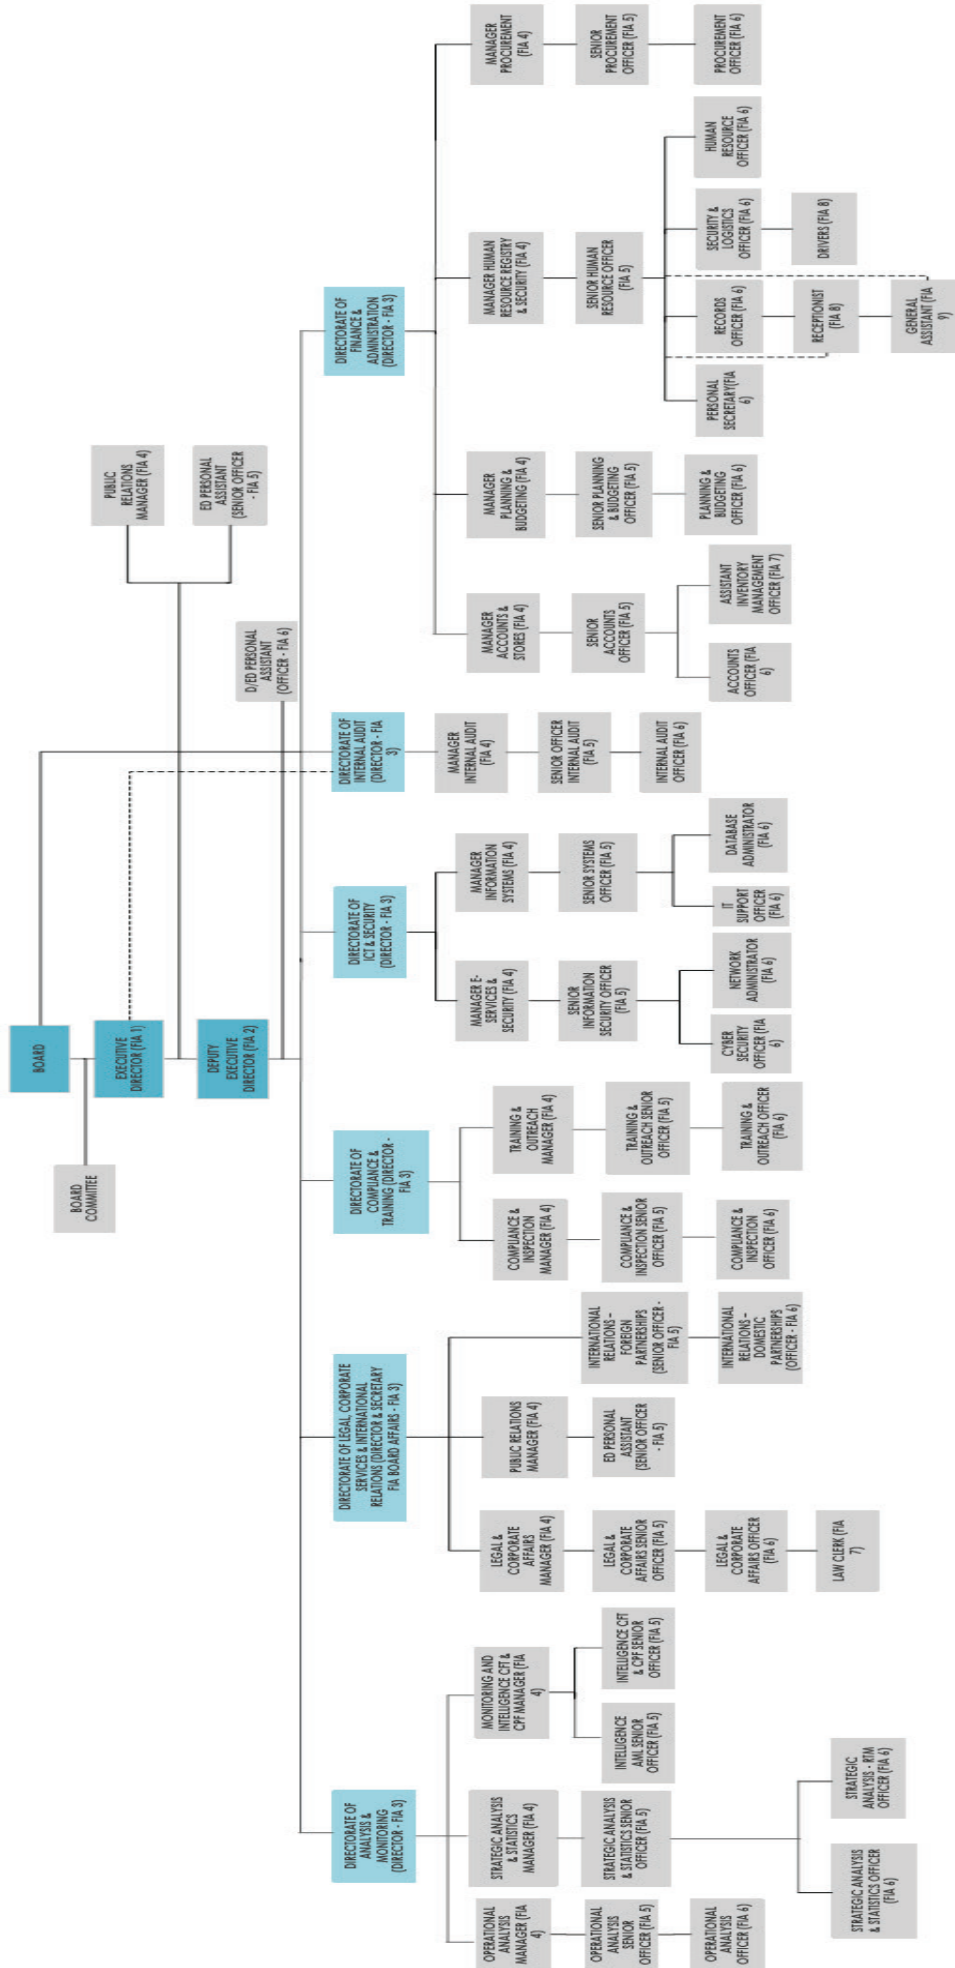 BOARD
BOARD
COMMITTEE
EXECUTIVE
DIRECTOR (FIA 1)
PUBLIC
RELATIONS
MANAGER (FIA 4)
ED PERSONAL
ASSISTANT
(SENIOR OFFICER
- FIA 5)
DEPUTY
EXECUTIVE
DIRECTOR (FIA 2)
D/ED PERSONAL
ASSISTANT
(OFFICER - FIA 6)
DIRECTORATE OF
ANALYSIS &
MONITORING
(DIRECTOR - FIA 3)
DIRECTORATE OF LEGAL, CORPORATE
SERVICES & INTERNATIONAL
RELATIONS (DIRECTOR & SECRETARY
FIA BOARD AFFAIRS - FIA 3)
DIRECTORATE OF
COMPLIANCE &
TRAINING (DIRECTOR -
FIA 3)
DIRECTORATE OF
ICT & SECURITY
(DIRECTOR - FIA 3)
DIRECTORATE OF
INTERNAL AUDIT
(DIRECTOR - FIA
3)
DIRECTORATE OF
FINANCE &
ADMINISTRATION
(DIRECTOR - FIA 3)
OPERATIONAL
ANALYSIS
MANAGER (FIA
4)
OPERATIONAL
ANALYSIS
SENIOR
OFFICER (FIA 5)
OPERATIONAL
ANALYSIS
OFFICER (FIA 6)
STRATEGIC ANALYSIS
& STATISTICS
MANAGER (FIA 4)
STRATEGIC ANALYSIS
& STATISTICS SENIOR
OFFICER (FIA 5)
STRATEGIC ANALYSIS
& STATISTICS OFFICER
(FIA 6)
STRATEGIC
ANALYSIS - RTM
OFFICER (FIA 6)
MONITORING AND
INTELLIGENCE CFT &
CPF MANAGER (FIA
4)
INTELLIGENCE
AML SENIOR
OFFICER (FIA 5)
INTELLIGENCE CFT
& CPF SENIOR
OFFICER (FIA 5)
LEGAL &
CORPORATE
AFFAIRS
MANAGER (FIA 4)
LEGAL &
CORPORATE
AFFAIRS SENIOR
OFFICER (FIA 5)
LEGAL &
CORPORATE
AFFAIRS OFFICER
(FIA 6)
LAW CLERK (FIA
7)
PUBLIC RELATIONS
MANAGER (FIA 4)
ED PERSONAL
ASSISTANT
(SENIOR OFFICER
- FIA 5)
INTERNATIONAL
RELATIONS –
FOREIGN
PARTNERSHIPS
(SENIOR OFFICER -
FIA 5)
INTERNATIONAL
RELATIONS –
DOMESTIC
PARTNERSHIPS
(OFFICER - FIA 6)
COMPLIANCE &
INSPECTION
MANAGER (FIA 4)
COMPLIANCE &
INSPECTION SENIOR
OFFICER (FIA 5)
COMPLIANCE &
INSPECTION
OFFICER (FIA 6)
TRAINING &
OUTREACH
MANAGER (FIA 4)
TRAINING &
OUTREACH SENIOR
OFFICER (FIA 5)
TRAINING &
OUTREACH OFFICER
(FIA 6)
MANAGER E-
SERVICES &
SECURITY (FIA 4)
SENIOR
INFORMATION
SECURITY OFFICER
(FIA 5)
CYBER
SECURITY
OFFICER (FIA
6)
NETWORK
ADMINISTRATOR
(FIA 6)
MANAGER
INFORMATION
SYSTEMS (FIA 4)
SENIOR SYSTEMS
OFFICER (FIA 5)
IT
SUPPORT
OFFICER
(FIA 6)
DATABASE
ADMINISTRATOR
(FIA 6)
MANAGER
INTERNAL AUDIT
(FIA 4)
SENIOR OFFICER
INTERNAL AUDIT
(FIA 5)
INTERNAL AUDIT
OFFICER (FIA 6)
MANAGER
ACCOUNTS &
STORES (FIA 4)
SENIOR
ACCOUNTS
OFFICER (FIA 5)
ACCOUNTS
OFFICER (FIA
6)
ASSISTANT
INVENTORY
MANAGEMENT
OFFICER (FIA 7)
MANAGER
PLANNING &
BUDGETING (FIA 4)
SENIOR PLANNING
& BUDGETING
OFFICER (FIA 5)
PLANNING &
BUDGETING
OFFICER (FIA 6)
MANAGER HUMAN
RESOURCE REGISTRY
& SECURITY (FIA 4)
SENIOR HUMAN
RESOURCE OFFICER
(FIA 5)
PERSONAL
SECRETARY(FIA
6)
RECORDS
OFFICER (FIA 6)
RECEPTIONIST
(FIA 8)
GENERAL
ASSISTANT (FIA
9)
SECURITY &
LOGISTICS
OFFICER (FIA 6)
DRIVERS (FIA 8)
HUMAN
RESOURCE
OFFICER (FIA 6)
MANAGER
PROCUREMENT
(FIA 4)
SENIOR
PROCUREMENT
OFFICER (FIA 5)
PROCUREMENT
OFFICER (FIA 6)